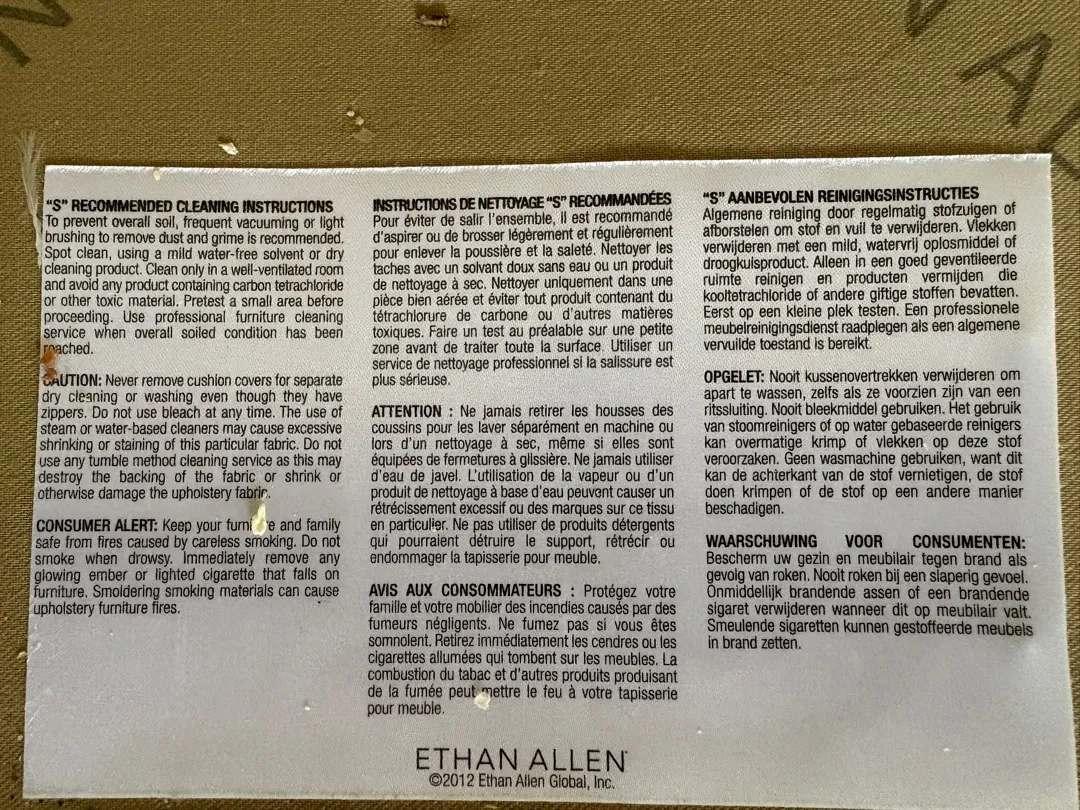 "S" RECOMMENDED CLEANING INSTRUCTIONS
To prevent overall soil, frequent vacuuming or light
brushing to remove dust and grime is recommended.
Spot clean, using a mild water-free solvent or dry
cleaning product. Clean only in a well-ventilated room
and avoid any product containing carbon tetrachloride
or other toxic material. Pretest a small area before
proceeding. Use professional furniture cleaning
service when overall soiled condition has been
reached.
CAUTION: Never remove cushion covers for separate
dry cleaning or washing even though they have
zippers. Do not use bleach at any time. The use of
steam or water-based cleaners may cause excessive
shrinking or staining of this particular fabric. Do not
use any tumble method cleaning service as this may
destroy the backing of the fabric or shrink or
otherwise damage the upholstery fabric.
CONSUMER ALERT: Keep your furniture and family
safe from fires caused by careless smoking. Do not
smoke when drowsy. Immediately remove any
glowing ember or lighted cigarette that falls on
furniture. Smoldering smoking materials can cause
upholstery furniture fires.
INSTRUCTIONS DE NETTOYAGE "S" RECOMMANDÉES
Pour éviter de salir l'ensemble, il est recommandé
d'aspirer ou de brosser légèrement et régulièrement
pour enlever la poussière et la saleté. Nettoyer les
taches avec un solvant doux sans eau ou un produit
de nettoyage à sec. Nettoyer uniquement dans une
pièce bien aérée et éviter tout produit contenant du
tétrachlorure de carbone ou d'autres matières
toxiques. Faire un test au préalable sur une petite
zone avant de traiter toute la surface. Utiliser un
service de nettoyage professionnel si la salissure est
plus sérieuse.
ATTENTION : Ne jamais retirer les housses des
coussins pour les laver séparément en machine ou
lors d'un nettoyage à sec, même si elles sont
équipées de fermetures à glissière. Ne jamais utiliser
d'eau de javel. L'utilisation de la vapeur ou d'un
produit de nettoyage à base d'eau peuvent causer un
rétrécissement excessif ou des marques sur ce tissu
en particulier. Ne pas utiliser de produits détergents
qui pourraient détruire le support, rétrécir ou
endommager la tapisserie pour meuble.
AVIS AUX CONSOMMATEURS : Protégez votre
famille et votre mobilier des incendies causés par des
fumeurs négligents. Ne fumez pas si vous êtes
somnolent. Retirez immédiatement les cendres ou les
cigarettes allumées qui tombent sur les meubles. La
combustion du tabac et d'autres produits produisant
de la fumée peut mettre le feu à votre tapisserie
pour meuble.
"S" AANBEVOLEN REINIGINGSINSTRUCTIES
Algemene reiniging door regelmatig stofzuigen of
afborstelen om stof en vuil te verwijderen. Vlekken
verwijderen met een mild, watervrij oplosmiddel of
droogkuisproduct. Alleen in een goed geventileerde
ruimte reinigen en producten vermijden die
kooltetrachloride of andere giftige stoffen bevatten.
Eerst op een kleine plek testen. Een professionele
meubelreinigingsdienst raadplegen als een algemene
vervuilde toestand is bereikt.
OPGELET: Nooit kussenovertrekken verwijderen om
apart te wassen, zelfs als ze voorzien zijn van een
ritssluiting. Nooit bleekmiddel gebruiken. Het gebruik
van stoomreinigers of op water gebaseerde reinigers
kan overmatige krimp of vlekken op deze stof
veroorzaken. Geen wasmachine gebruiken, want dit
kan de achterkant van de stof vernietigen, de stof
doen krimpen of de stof op een andere manier
beschadigen.
WAARSCHUWING VOOR CONSUMENTEN:
Bescherm uw gezin en meubilair tegen brand als
gevolg van roken. Nooit roken bij een slaperig gevoel.
Onmiddellijk brandende assen of een brandende
sigaret verwijderen wanneer dit op meubilair valt.
Smeulende sigaretten kunnen gestoffeerde meubels
in brand zetten.
ETHAN ALLEN
©2012 Ethan Allen Global, Inc.